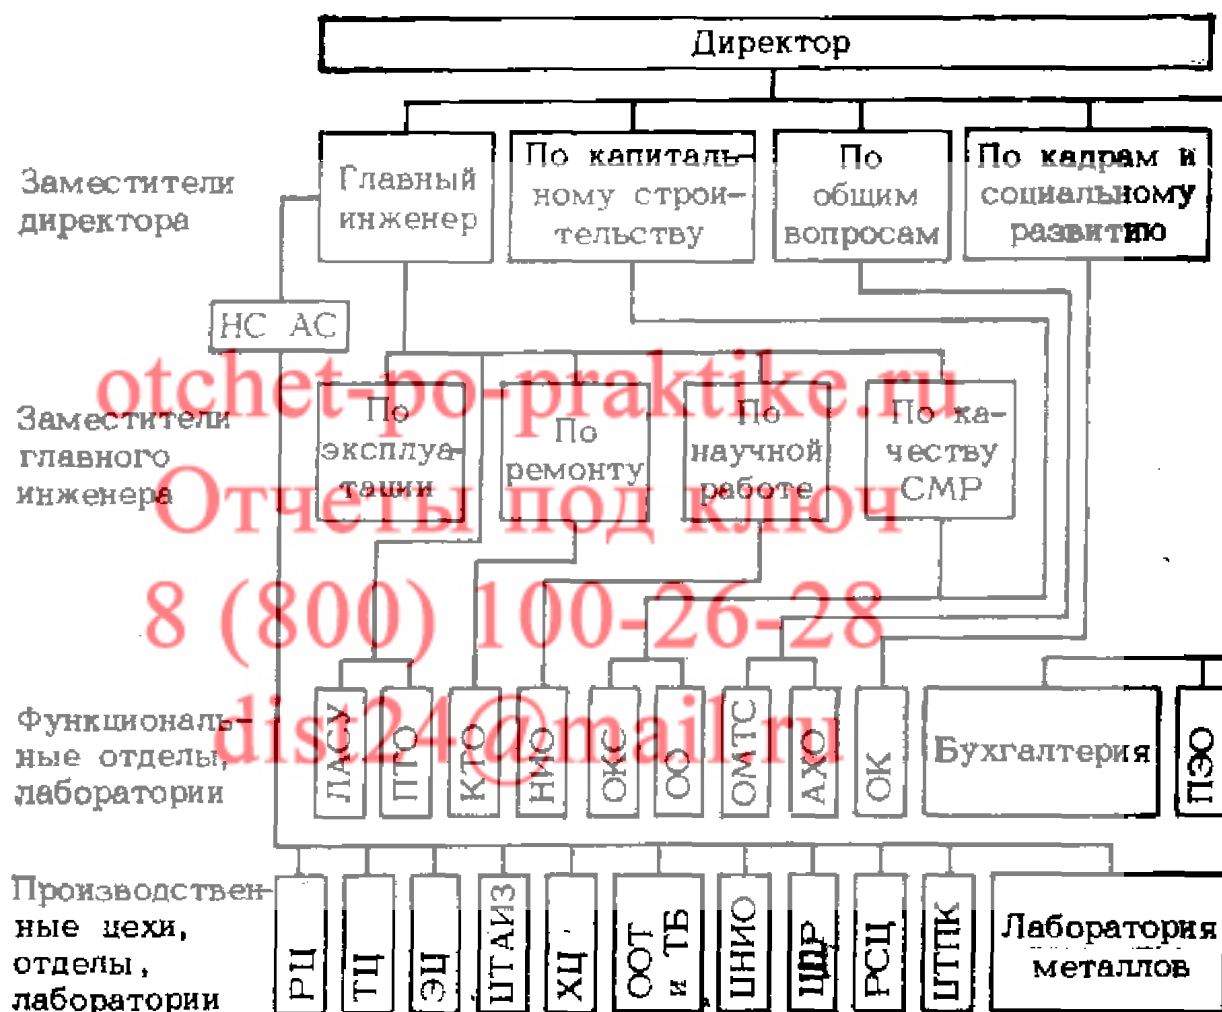 Директор
Заместители
директора
Главный
инженер
По капиталь-
ному строи-
тельству
По
общим
вопросам
По кадрам и
социальному
развитию
НС АС
otchet-po-praktike.ru
Заместители
главного
инженера
По
эксплуа-
тации
По
ремонту
По
научной
работе
По ка-
честву
СМР
Отчеты под ключ
8 (800) 100-26-28
dist24@mail.ru
Функциональ-
ные отделы,
лаборатории
ЛАСУ
ПТО
КТО
НИО
ОКС
ОО
ОМТС
АХО
ОК
Бухгалтерия
ПЭО
Производствен-
ные цехи,
отделы,
лаборатории
РЦ
ТЦ
ЭЦ
ЦТАИЗ
ХЦ
ООТ
и ТБ
ЦНИО
РСЦ
ЦТПК
Лаборатория
металлов